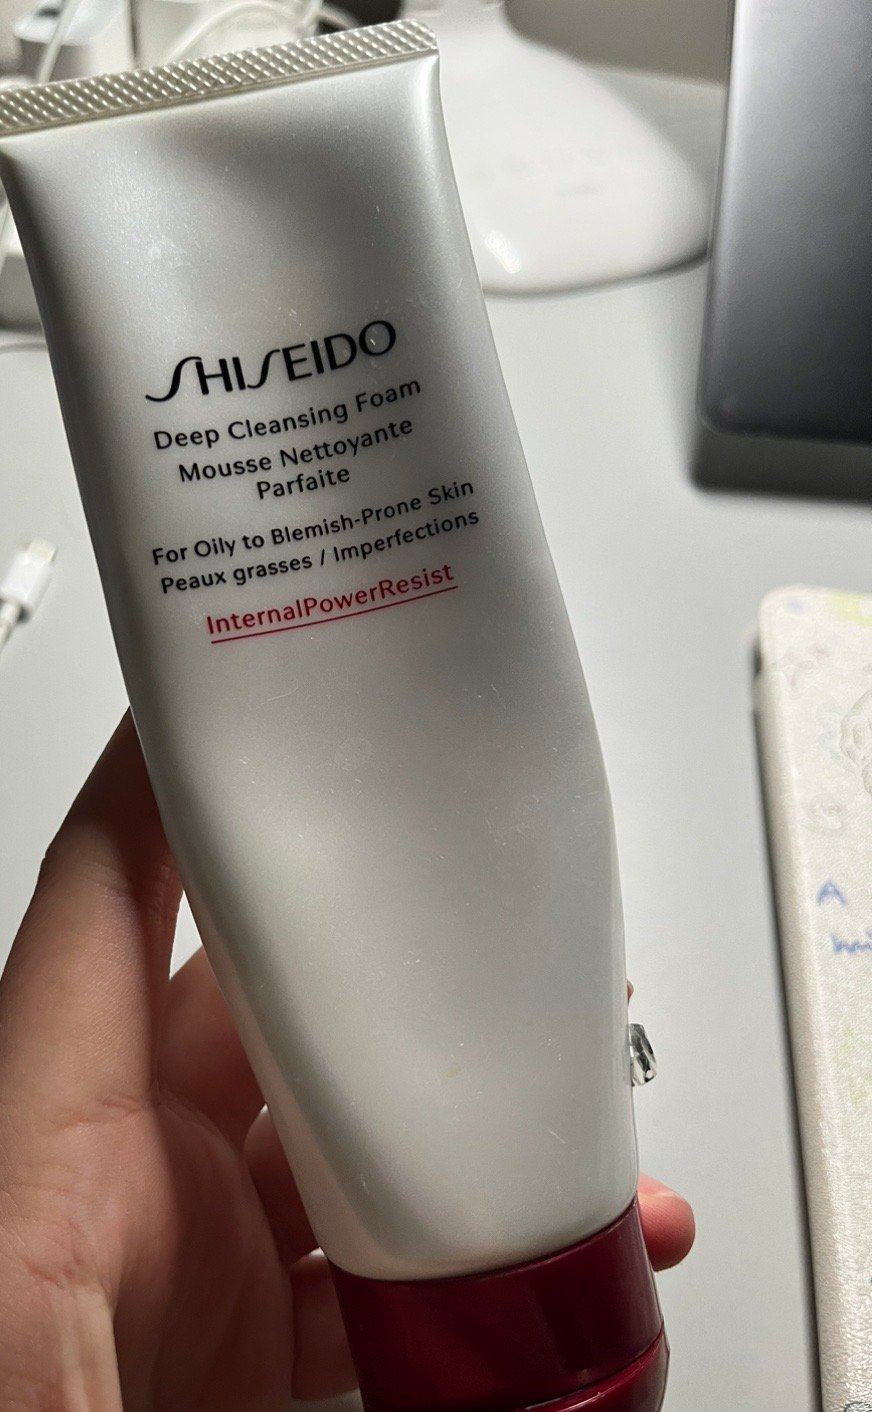 SHISEIDO
Deep Cleansing Foam
Mousse Nettoyante
Parfaite
For Oily to Blemish-Prone Skin
Peaux grasses / Imperfections
InternalPowerResist
A